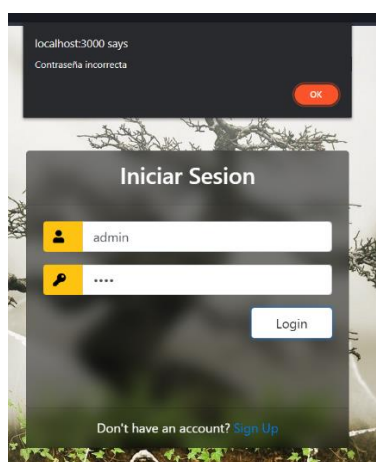 localhost:3000 says
Contraseña incorrecta
OK
Iniciar Sesion
admin
••••
Login
Don't have an account? Sign Up